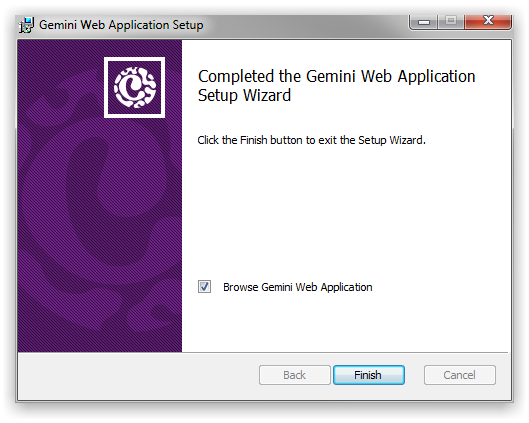 Gemini Web Application Setup
Completed the Gemini Web Application
Setup Wizard
Click the Finish button to exit the Setup Wizard.
Browse Gemini Web Application
Back
Finish
Cancel